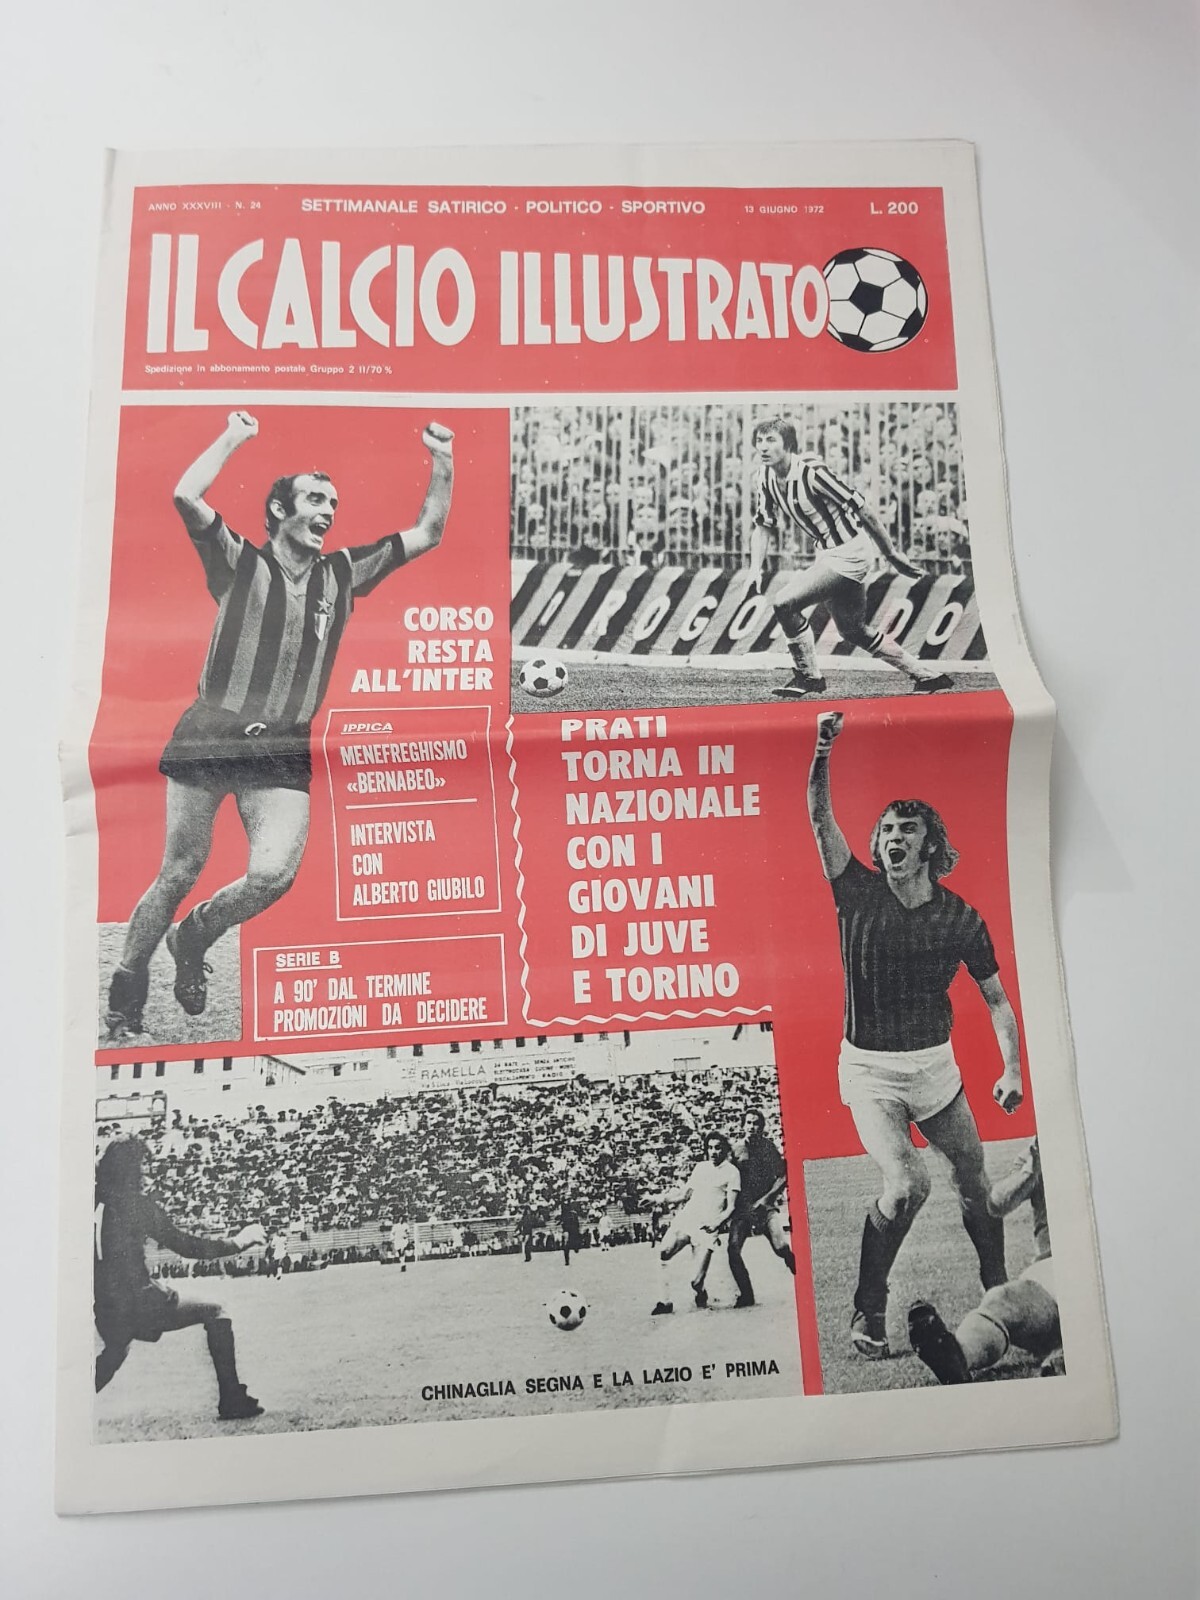 ANNO XXXVIII - N. 24
SETTIMANALE SATIRICO - POLITICO - SPORTIVO
13 GIUGNO 1972
L. 200
IL CALCIO ILLUSTRATO
Spedizione in abbonamento postale Gruppo 2 II/70 %
CORSO
RESTA
ALL'INTER
IPPICA
MENEFREGHISMO
«BERNABEO»
INTERVISTA
CON
ALBERTO GIUBILO
SERIE B
A 90' DAL TERMINE
PROMOZIONI DA DECIDERE
PRATI
TORNA IN
NAZIONALE
CON I
GIOVANI
DI JUVE
E TORINO
RAMELLA
CHINAGLIA SEGNA E LA LAZIO E' PRIMA